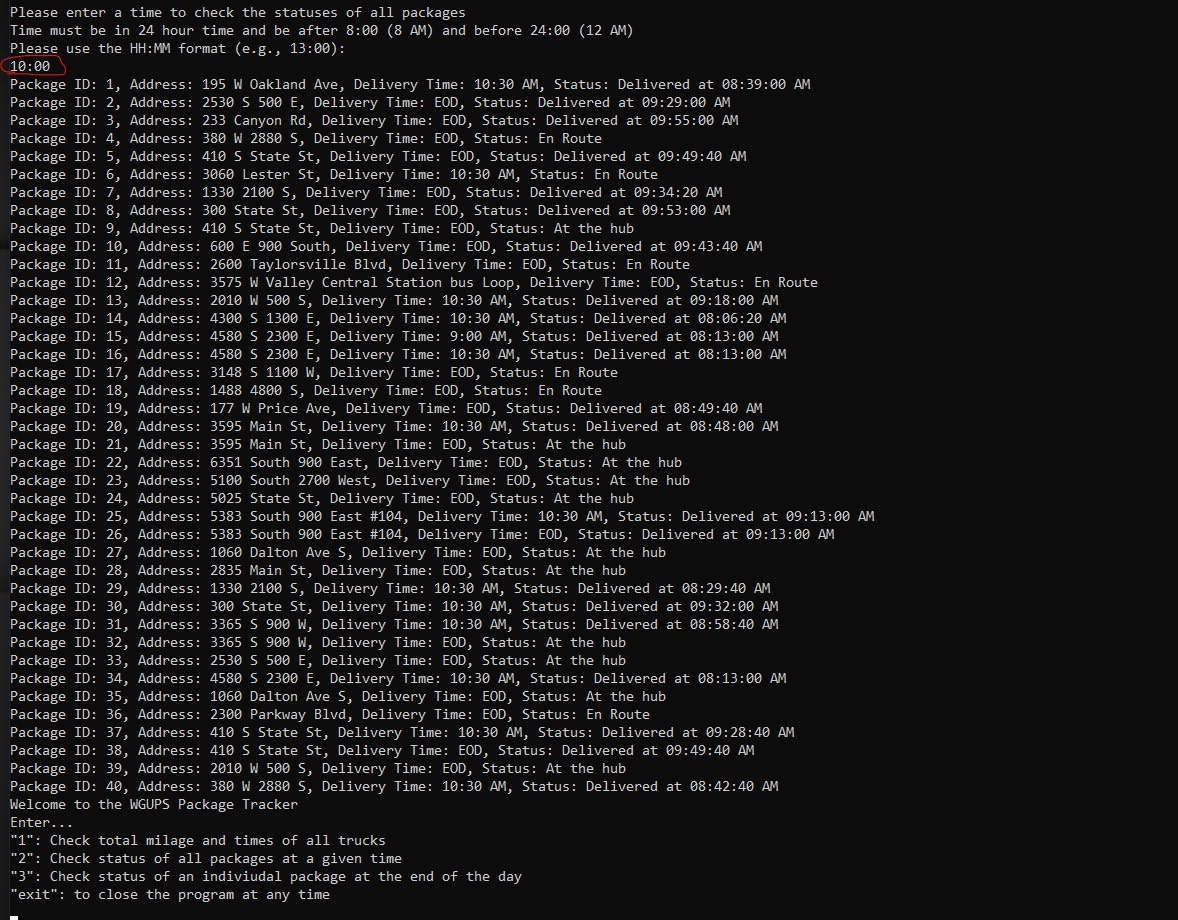 Please enter a time to check the statuses of all packages
Time must be in 24 hour time and be after 8:00 (8 AM) and before 24:00 (12 AM)
Please use the HH:MM format (e.g., 13:00):
10:00
Package ID: 1, Address: 195 W Oakland Ave, Delivery Time: 10:30 AM, Status: Delivered at 08:39:00 AM
Package ID: 2, Address: 2530 S 500 E, Delivery Time: EOD, Status: Delivered at 09:29:00 AM
Package ID: 3, Address: 233 Canyon Rd, Delivery Time: EOD, Status: Delivered at 09:55:00 AM
Package ID: 4, Address: 380 W 2880 S, Delivery Time: EOD, Status: En Route
Package ID: 5, Address: 410 S State St, Delivery Time: EOD, Status: Delivered at 09:49:40 AM
Package ID: 6, Address: 3060 Lester St, Delivery Time: 10:30 AM, Status: En Route
Package ID: 7, Address: 1330 2100 S, Delivery Time: EOD, Status: Delivered at 09:34:20 AM
Package ID: 8, Address: 300 State St, Delivery Time: EOD, Status: Delivered at 09:53:00 AM
Package ID: 9, Address: 410 S State St, Delivery Time: EOD, Status: At the hub
Package ID: 10, Address: 600 E 900 South, Delivery Time: EOD, Status: Delivered at 09:43:40 AM
Package ID: 11, Address: 2600 Taylorsville Blvd, Delivery Time: EOD, Status: En Route
Package ID: 12, Address: 3575 W Valley Central Station bus Loop, Delivery Time: EOD, Status: En Route
Package ID: 13, Address: 2010 W 500 S, Delivery Time: 10:30 AM, Status: Delivered at 09:18:00 AM
Package ID: 14, Address: 4300 S 1300 E, Delivery Time: 10:30 AM, Status: Delivered at 08:06:20 AM
Package ID: 15, Address: 4580 S 2300 E, Delivery Time: 9:00 AM, Status: Delivered at 08:13:00 AM
Package ID: 16, Address: 4580 S 2300 E, Delivery Time: 10:30 AM, Status: Delivered at 08:13:00 AM
Package ID: 17, Address: 3148 S 1100 W, Delivery Time: EOD, Status: En Route
Package ID: 18, Address: 1488 4800 S, Delivery Time: EOD, Status: En Route
Package ID: 19, Address: 177 W Price Ave, Delivery Time: EOD, Status: Delivered at 08:49:40 AM
Package ID: 20, Address: 3595 Main St, Delivery Time: 10:30 AM, Status: Delivered at 08:48:00 AM
Package ID: 21, Address: 3595 Main St, Delivery Time: EOD, Status: At the hub
Package ID: 22, Address: 6351 South 900 East, Delivery Time: EOD, Status: At the hub
Package ID: 23, Address: 5100 South 2700 West, Delivery Time: EOD, Status: At the hub
Package ID: 24, Address: 5025 State St, Delivery Time: EOD, Status: At the hub
Package ID: 25, Address: 5383 South 900 East #104, Delivery Time: 10:30 AM, Status: Delivered at 09:13:00 AM
Package ID: 26, Address: 5383 South 900 East #104, Delivery Time: EOD, Status: Delivered at 09:13:00 AM
Package ID: 27, Address: 1060 Dalton Ave S, Delivery Time: EOD, Status: At the hub
Package ID: 28, Address: 2835 Main St, Delivery Time: EOD, Status: At the hub
Package ID: 29, Address: 1330 2100 S, Delivery Time: 10:30 AM, Status: Delivered at 08:29:40 AM
Package ID: 30, Address: 300 State St, Delivery Time: 10:30 AM, Status: Delivered at 09:32:00 AM
Package ID: 31, Address: 3365 S 900 W, Delivery Time: 10:30 AM, Status: Delivered at 08:58:40 AM
Package ID: 32, Address: 3365 S 900 W, Delivery Time: EOD, Status: At the hub
Package ID: 33, Address: 2530 S 500 E, Delivery Time: EOD, Status: At the hub
Package ID: 34, Address: 4580 S 2300 E, Delivery Time: 10:30 AM, Status: Delivered at 08:13:00 AM
Package ID: 35, Address: 1060 Dalton Ave S, Delivery Time: EOD, Status: At the hub
Package ID: 36, Address: 2300 Parkway Blvd, Delivery Time: EOD, Status: En Route
Package ID: 37, Address: 410 S State St, Delivery Time: 10:30 AM, Status: Delivered at 09:28:40 AM
Package ID: 38, Address: 410 S State St, Delivery Time: EOD, Status: Delivered at 09:49:40 AM
Package ID: 39, Address: 2010 W 500 S, Delivery Time: EOD, Status: At the hub
Package ID: 40, Address: 380 W 2880 S, Delivery Time: 10:30 AM, Status: Delivered at 08:42:40 AM
Welcome to the WGUPS Package Tracker
Enter...
"1": Check total milage and times of all trucks
"2": Check status of all packages at a given time
"3": Check status of an indiviudal package at the end of the day
"exit": to close the program at any time